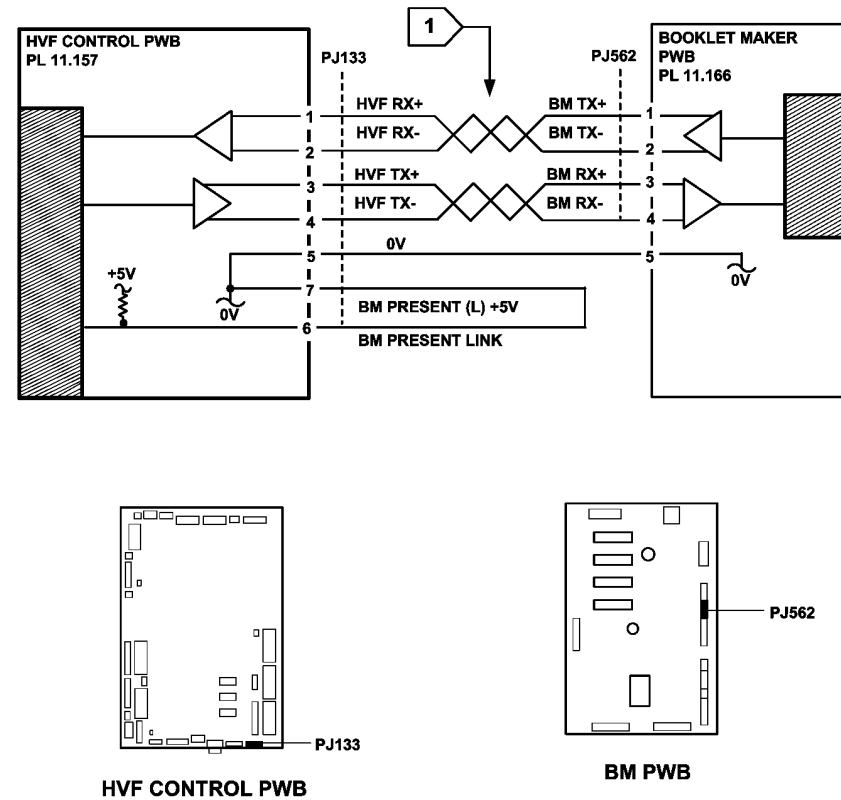 1
HVF CONTROL PWB
PL 11.157
PJ133
PJ562
BOOKLET MAKER
PWB
PL 11.166
1 HVF RX+ BM TX+ 1
2 HVF RX- BM TX- 2
3 HVF TX+ BM RX+ 3
4 HVF TX- BM RX- 4
5 0V 5
+5V
0V
0V
7
BM PRESENT (L) +5V
6
BM PRESENT LINK
PJ562
PJ133
HVF CONTROL PWB
BM PWB